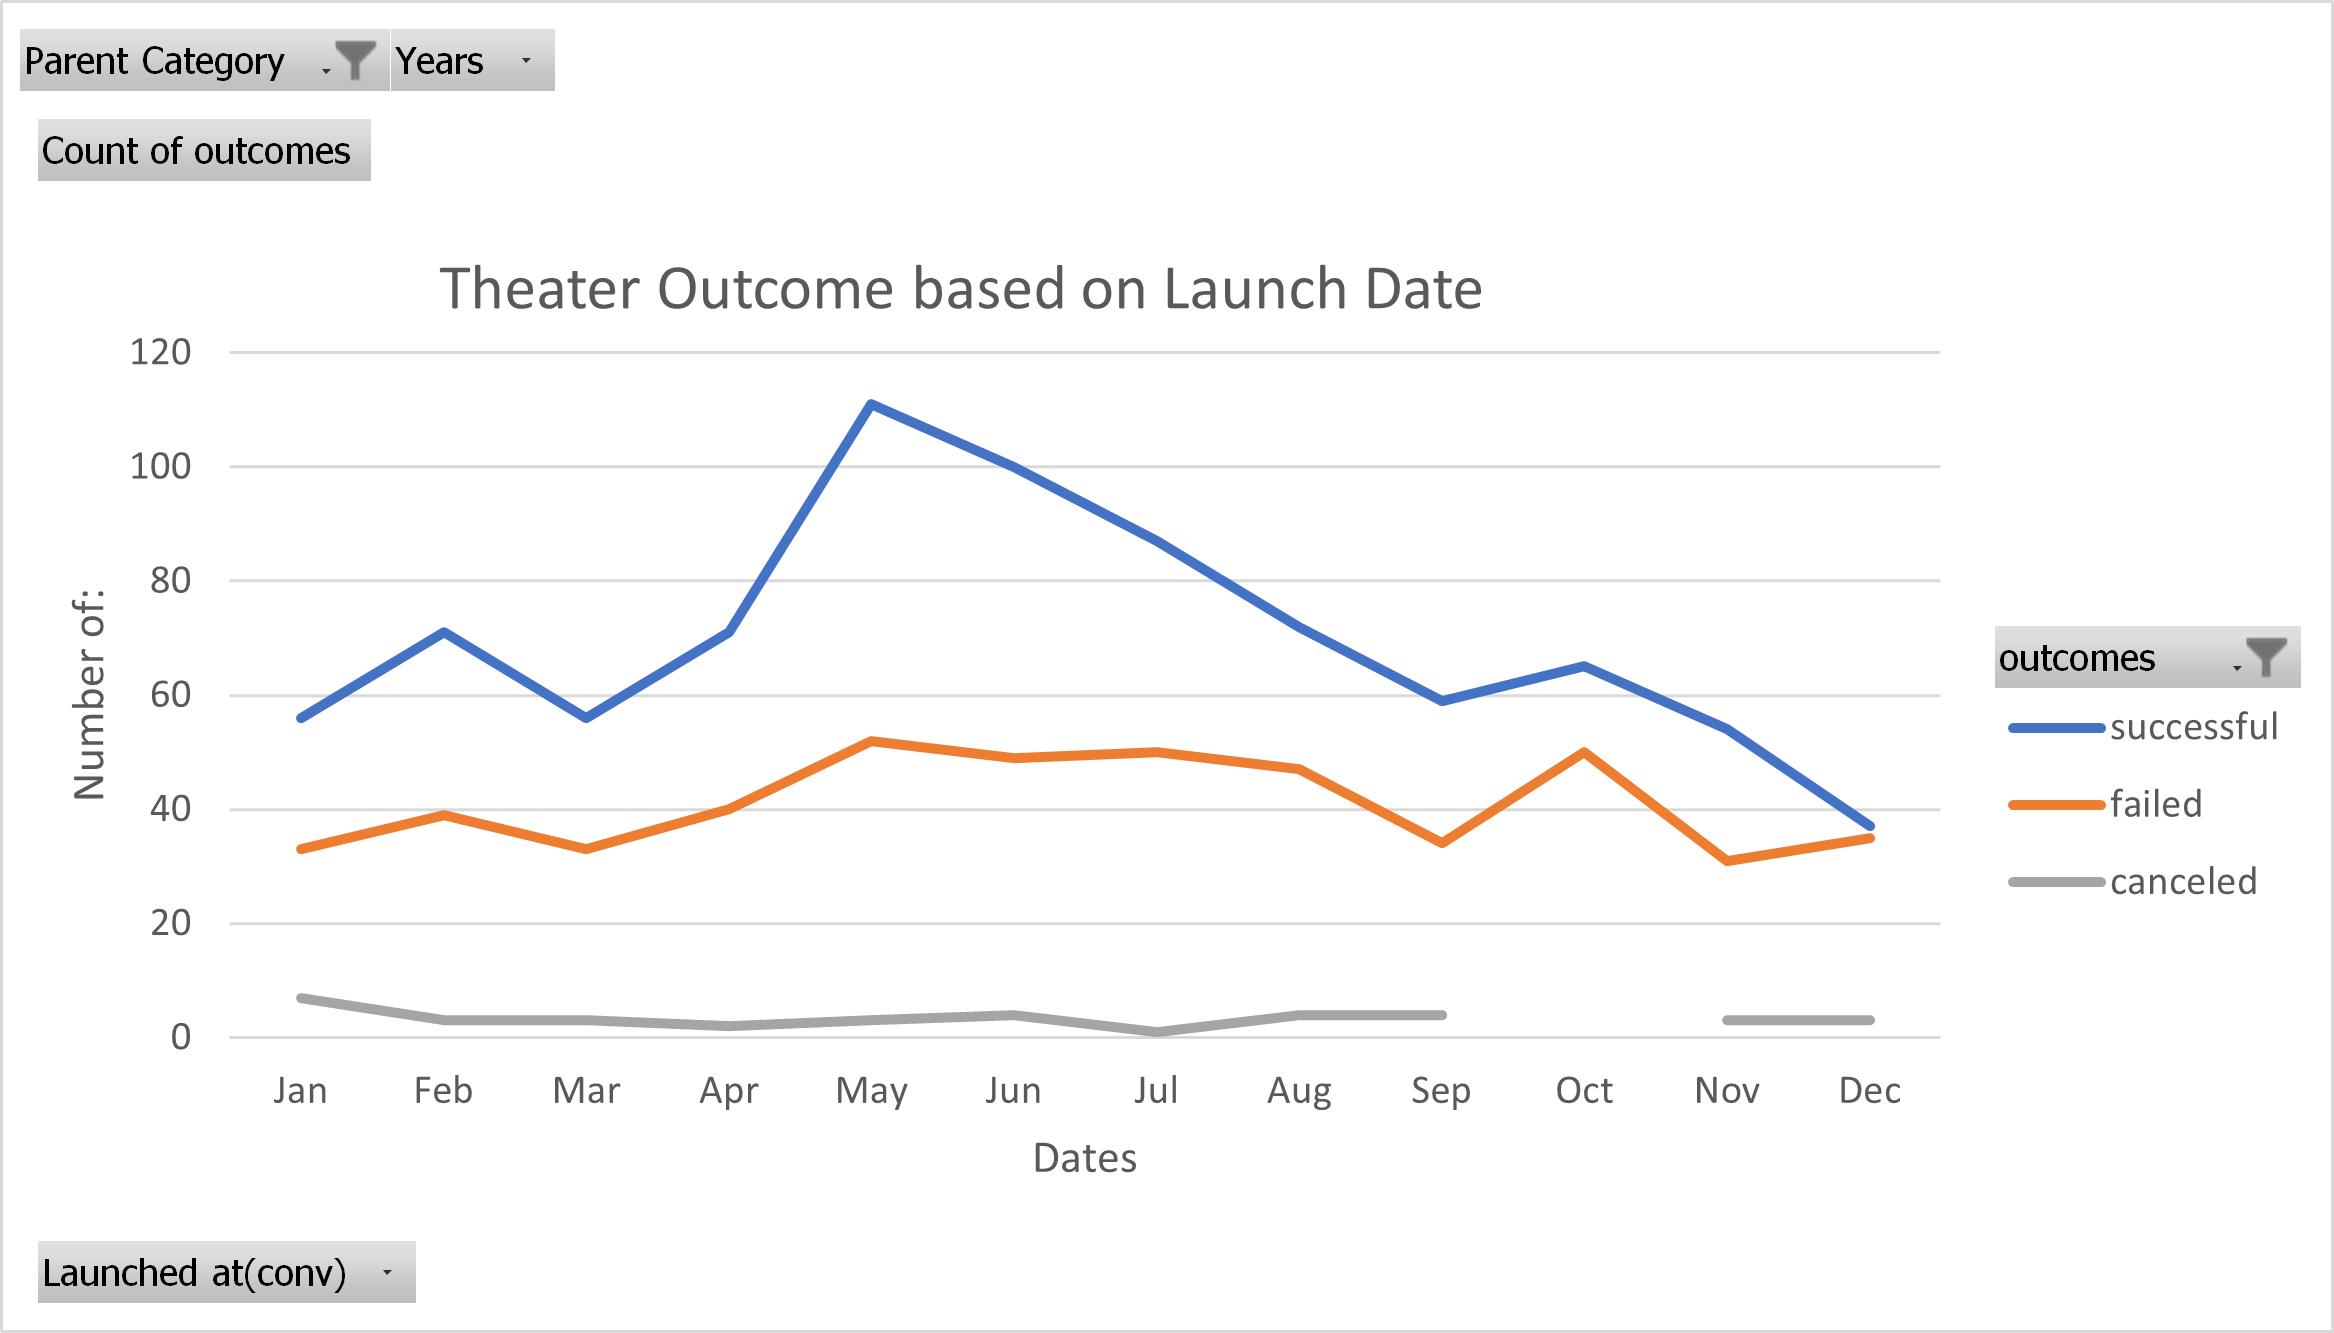 Parent Category Years
Count of outcomes
Theater Outcome based on Launch Date
120
100
80
60
40
20
0
Number of:
Jan Feb Mar Apr May Jun Jul Aug Sep Oct Nov Dec
Dates
outcomes
successful
failed
canceled
Launched at(conv)